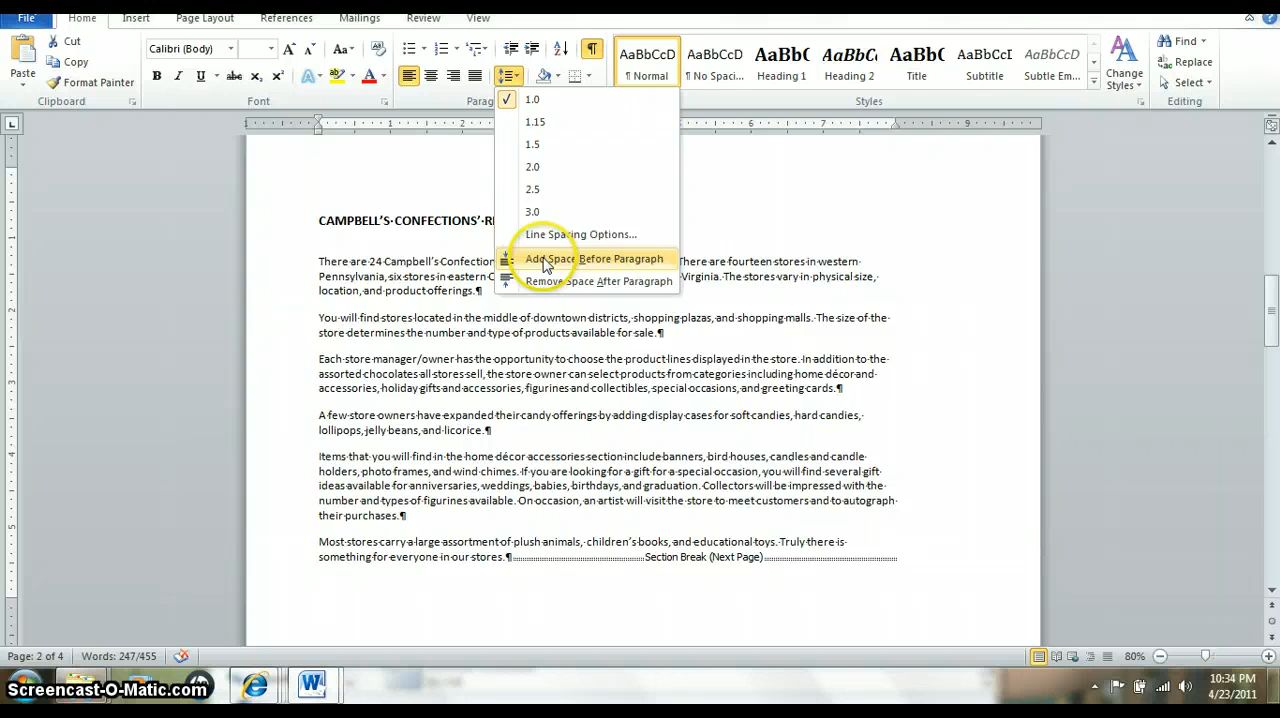 File Home Insert Page Layout References Mailings Review View
Cut
Copy
Format Painter
Paste
Clipboard
Calibri (Body)
Font
Parag
AaBbCcD AaBbCcD AaBbC AaBbCc AaBbC AaBbCcD AaBbCcD
¶ Normal ¶ No Spaci... Heading 1 Heading 2 Title Subtitle Subtle Em...
Change
Styles
Styles
Find
Replace
Select
Editing
1.0
1.15
1.5
2.0
2.5
3.0
Line Spacing Options...
Add Space Before Paragraph
Remove Space After Paragraph
1 1 2 6 7 8 9
CAMPBELL'S·CONFECTIONS'·R
There·are·24·Campbell's·Confection here·are·fourteen·stores·in·western·
Pennsylvania,·six·stores·in·eastern· Virginia.·The·stores·vary·in·physical·size,·
location,·and·product·offerings.¶
You·will·find·stores·located·in·the·middle·of·downtown·districts,·shopping·plazas,·and·shopping·malls.·The·size·of·the·
store·determines·the·number·and·type·of·products·available·for·sale.¶
Each·store·manager/owner·has·the·opportunity·to·choose·the·product·lines·displayed·in·the·store.·In·addition·to·the·
assorted·chocolates·all·stores·sell,·the·store·owner·can·select·products·from·categories·including·home·décor·and·
accessories,·holiday·gifts·and·accessories,·figurines·and·collectibles,·special·occasions,·and·greeting·cards.¶
A·few·store·owners·have·expanded·their·candy·offerings·by·adding·display·cases·for·soft·candies,·hard·candies,·
lollipops,·jelly·beans,·and·licorice.¶
Items·that·you·will·find·in·the·home·décor·accessories·section·include·banners,·bird·houses,·candles·and·candle·
holders,·photo·frames,·and·wind·chimes.·If·you·are·looking·for·a·gift·for·a·special·occasion,·you·will·find·several·gift·
ideas·available·for·anniversaries,·weddings,·babies,·birthdays,·and·graduation.·Collectors·will·be·impressed·with·the·
number·and·types·of·figurines·available.·On·occasion,·an·artist·will·visit·the·store·to·meet·customers·and·to·autograph·
their·purchases.¶
Most·stores·carry·a·large·assortment·of·plush·animals,·children's·books,·and·educational·toys.·Truly·there·is·
something·for·everyone·in·our·stores.¶ Section Break (Next Page)
Page: 2 of 4 Words: 247/455 80%
Screencast-O-Matic.com
10:34 PM
4/23/2011